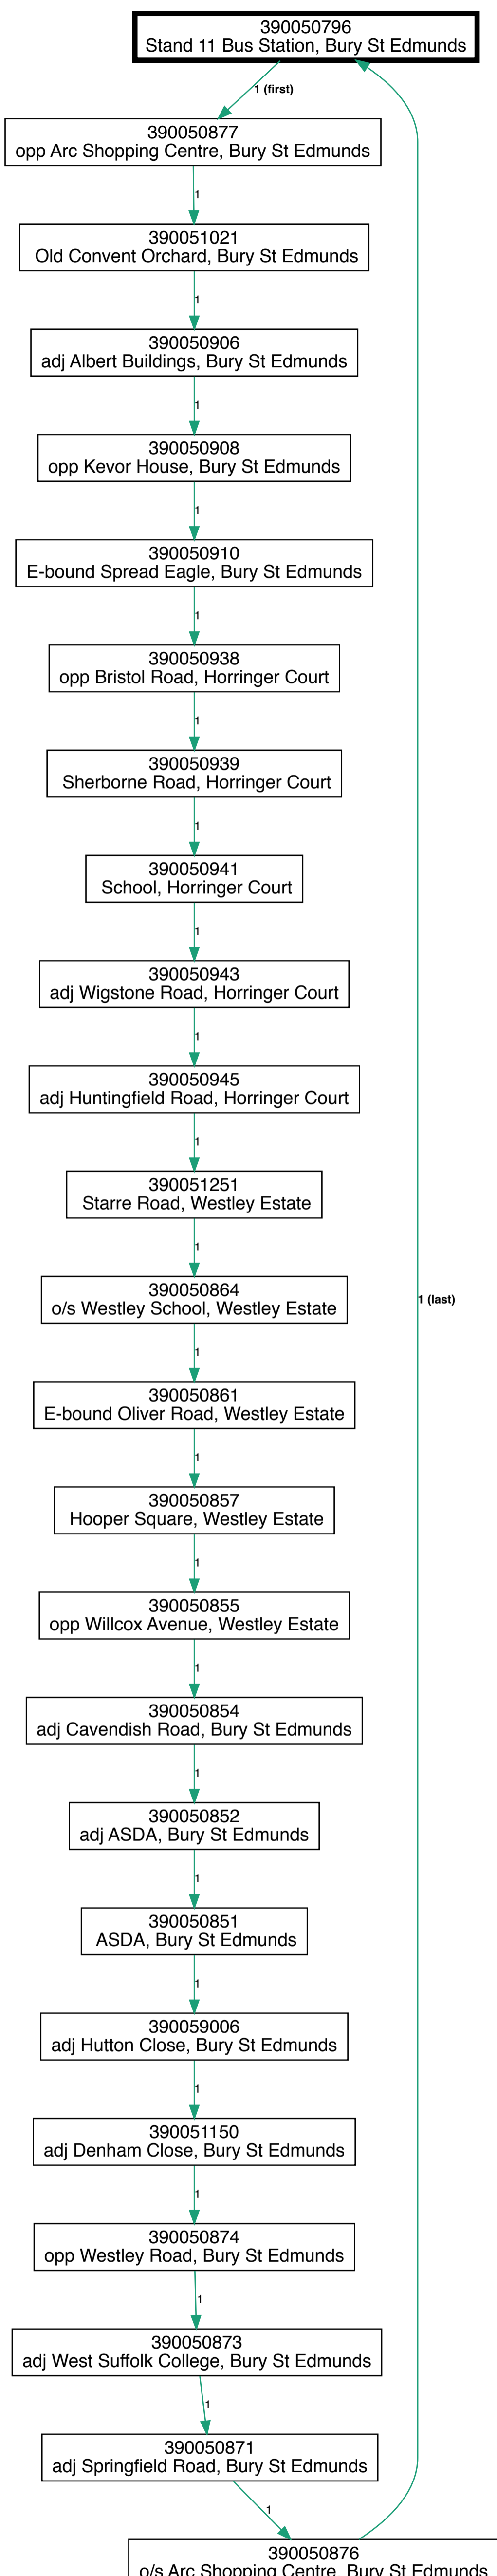 390050796
Stand 11 Bus Station, Bury St Edmunds
1 (first)
390050877
opp Arc Shopping Centre, Bury St Edmunds
1
390051021
Old Convent Orchard, Bury St Edmunds
1
390050906
adj Albert Buildings, Bury St Edmunds
1
390050908
opp Kevor House, Bury St Edmunds
1
390050910
E-bound Spread Eagle, Bury St Edmunds
1
390050938
opp Bristol Road, Horringer Court
1
390050939
Sherborne Road, Horringer Court
1
390050941
School, Horringer Court
1
390050943
adj Wigstone Road, Horringer Court
1
390050945
adj Huntingfield Road, Horringer Court
1
390051251
Starre Road, Westley Estate
1
390050864
o/s Westley School, Westley Estate
1 (last)
1
390050861
E-bound Oliver Road, Westley Estate
1
390050857
Hooper Square, Westley Estate
1
390050855
opp Willcox Avenue, Westley Estate
1
390050854
adj Cavendish Road, Bury St Edmunds
1
390050852
adj ASDA, Bury St Edmunds
1
390050851
ASDA, Bury St Edmunds
1
390059006
adj Hutton Close, Bury St Edmunds
1
390051150
adj Denham Close, Bury St Edmunds
1
390050874
opp Westley Road, Bury St Edmunds
1
390050873
adj West Suffolk College, Bury St Edmunds
1
390050871
adj Springfield Road, Bury St Edmunds
1
390050876
o/s Arc Shopping Centre, Bury St Edmunds